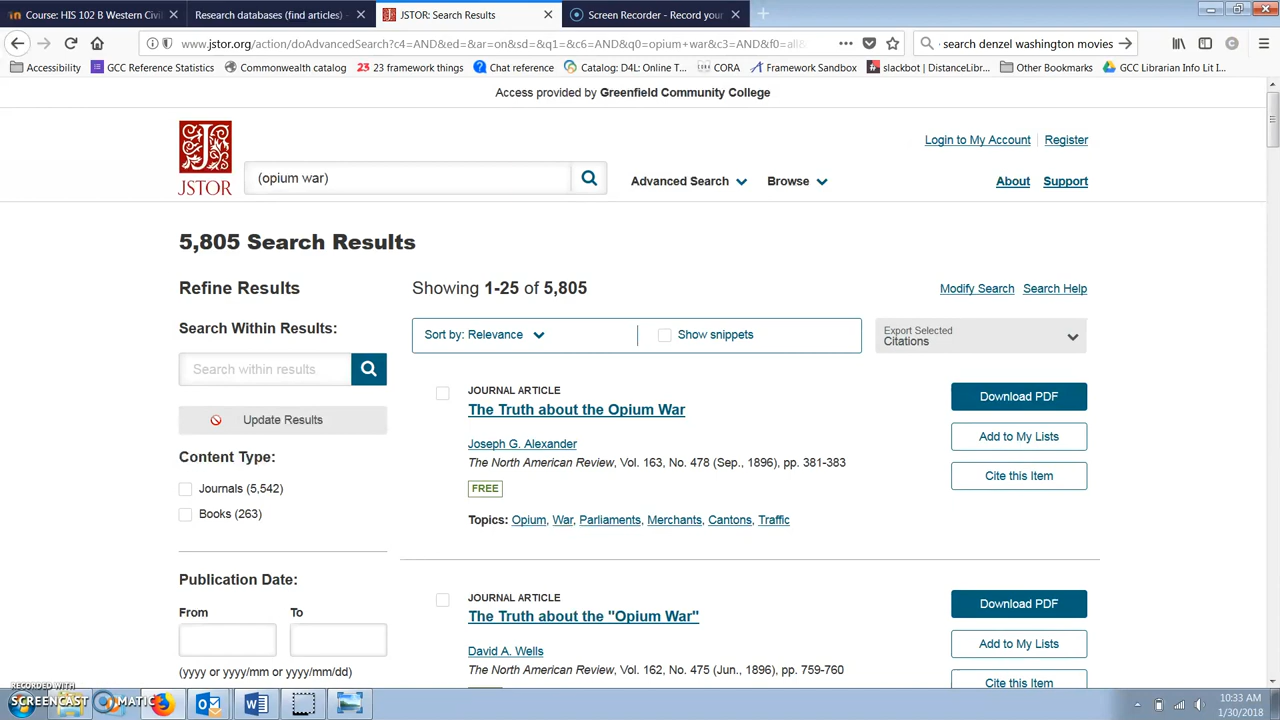 Course: HIS 102 B Western Civil
Research databases (find articles) -
JSTOR: Search Results
Screen Recorder - Record your
www.jstor.org/action/doAdvancedSearch?c4=AND&ed=&ar=on&sd=&q1=&c6=AND&q0=opium+war&c3=AND&f0=all&
search denzel washington movies
Accessibility
GCC Reference Statistics
Commonwealth catalog
23 framework things
Chat reference
Catalog: D4L: Online T...
CORA
Framework Sandbox
slackbot | DistanceLibr...
Other Bookmarks
GCC Librarian Info Lit I...
Access provided by Greenfield Community College
Login to My Account
Register
JSTOR
(opium war)
Advanced Search
Browse
About
Support
5,805 Search Results
Refine Results
Showing 1-25 of 5,805
Modify Search
Search Help
Search Within Results:
Search within results
Update Results
Sort by: Relevance
Show snippets
Export Selected
Citations
Content Type:
Journals (5,542)
Books (263)
JOURNAL ARTICLE
The Truth about the Opium War
Joseph G. Alexander
The North American Review, Vol. 163, No. 478 (Sep., 1896), pp. 381-383
FREE
Topics: Opium, War, Parliaments, Merchants, Cantons, Traffic
Download PDF
Add to My Lists
Cite this Item
Publication Date:
From
To
(yyyy or yyyy/mm or yyyy/mm/dd)
JOURNAL ARTICLE
The Truth about the "Opium War"
David A. Wells
The North American Review, Vol. 162, No. 475 (Jun., 1896), pp. 759-760
Download PDF
Add to My Lists
Cite this Item
RECORDED WITH
SCREENCAST MATIC
10:33 AM
1/30/2018